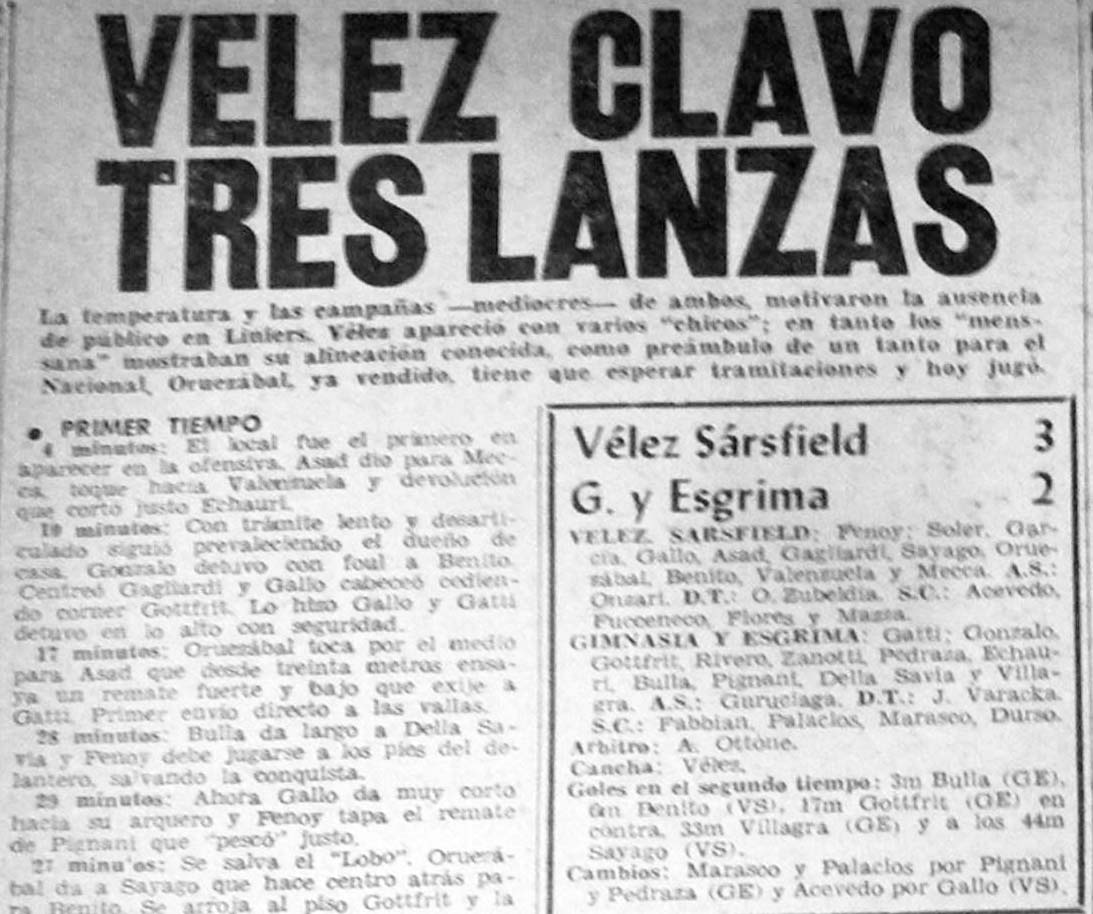 VELEZ CLAVO
TRES LANZAS
La temperatura y las campañas —mediocres— de ambos, motivaron la ausencia
de público en Liniers. Vélez apareció con varios "chicos"; en tanto los "mens-
sana" mostraban su alineación conocida, como preámbulo de un tanto para el
Nacional, Oruezábal, ya vendido, tiene que esperar tramitaciones y hoy jugó.
● PRIMER TIEMPO
4 minutos: El local fue el primero en
aparecer en la ofensiva. Asad dio para Mec-
ca, toque hacia Valenzuela y devolución
que cortó justo Echauri.
10 minutos: Con trámite lento y desarti-
culado siguió prevaleciendo el dueño de
casa. Gonzalo detuvo con foul a Benito.
Centreó Gagliardi y Gallo cabeceó cedien-
do corner Gottfrit. Lo hiso Gallo y Gatti
detuvo en lo alto con seguridad.
17 minutos: Oruezábal toca por el medio
para Asad que desde treinta metros ensa-
ya un remate fuerte y bajo que exije a
Gatti. Primer envío directo a las vallas.
28 minutos: Bulla da largo a Della Sa-
via y Fenoy debe jugarse a los pies del de-
lantero, salvando la conquista.
29 minutos: Ahora Gallo da muy corto
hacia su arquero y Fenoy tapa el remate
de Pignani que "pescó" justo.
27 minutos: Se salva el "Lobo". Oruezá-
bal da a Sayago que hace centro atrás pa-
ra Benito. Se arroja al piso Gottfrit y la
Vélez Sársfield 3
G. y Esgrima 2
VELEZ SARSFIELD: Fenoy; Soler, Gar-
cía, Gallo, Asad, Gagliardi, Sayago, Orue-
zábal, Benito, Valenzuela y Mecca. A.S.:
Onzari. D.T.: O. Zubeldía. S.C.: Acevedo,
Fucceneco, Flores y Massa.
GIMNASIA Y ESGRIMA: Gatti; Gonzalo,
Gottfrit, Rivero, Zanotti, Pedraza, Echau-
ri, Bulla, Pignani, Della Savia y Villa-
gra. A.S.: Guruciaga. D.T.: J. Varacka.
S.C.: Fabbian, Palacios, Marasco, Durso.
Arbitro: A. Ottone.
Cancha: Vélez.
Goles en el segundo tiempo: 3m Bulla (GE),
6m Benito (VS), 17m Gottfrit (GE) en
contra, 33m Villagra (GE) y a los 44m
Sayago (VS).
Cambios: Marasco y Palacios por Pignani
y Pedraza (GE) y Acevedo por Gallo (VS).